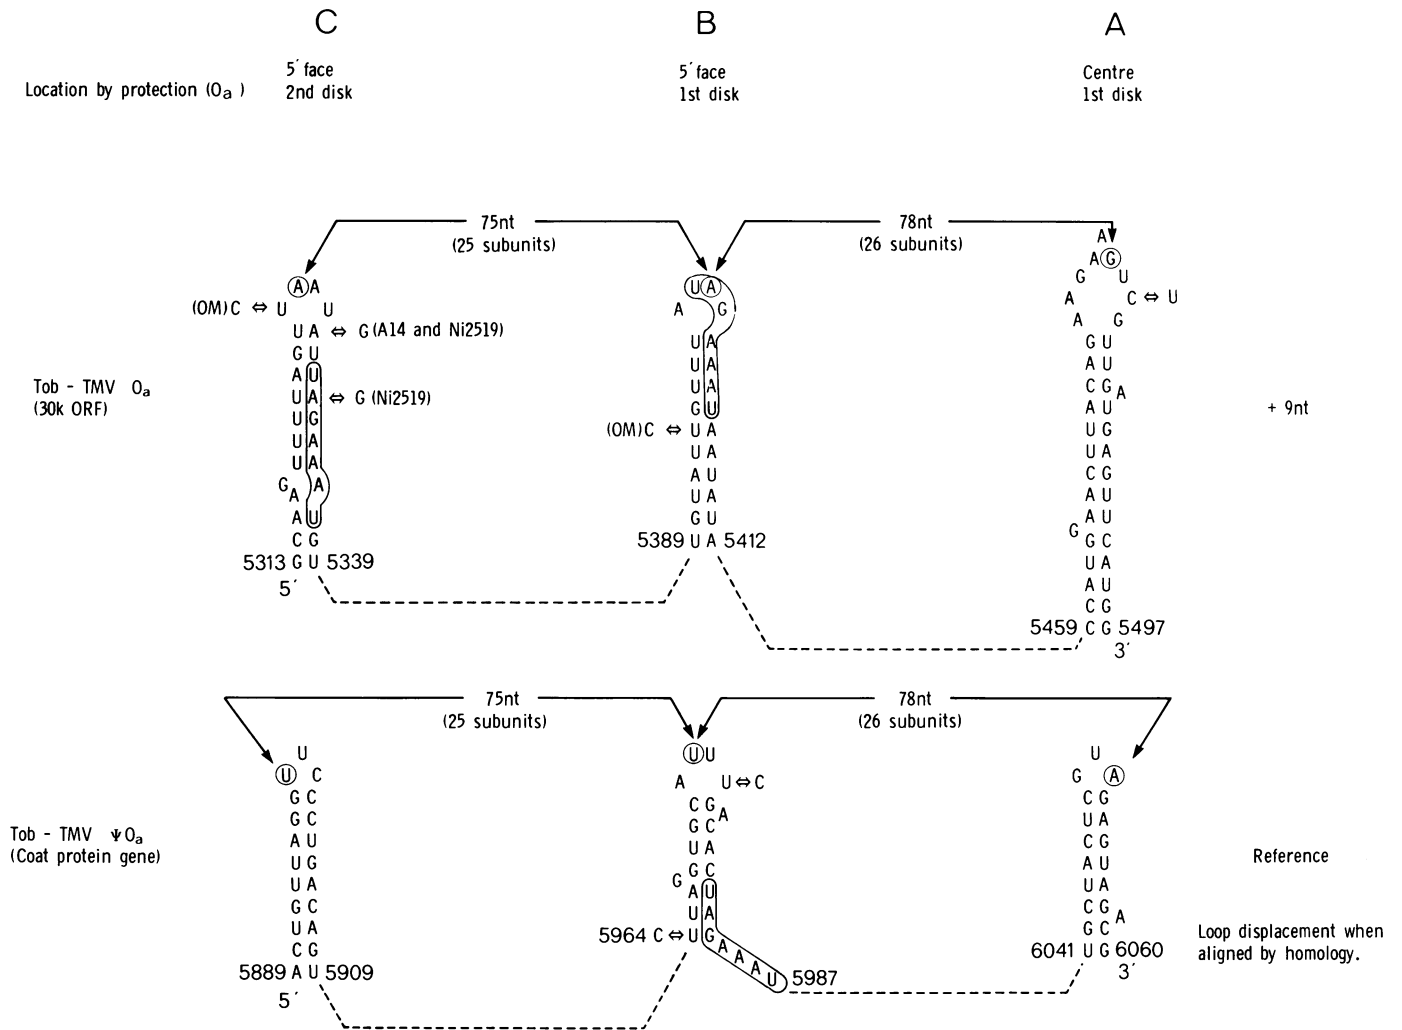 C
B
A
Location by protection (Oa)
5´ face
2nd disk
5´ face
1st disk
Centre
1st disk
75nt
(25 subunits)
78nt
(26 subunits)
Tob - TMV Oa
(30k ORF)
A A
(OM) C ⇔ U U
U A ⇔ G (A14 and Ni2519)
G U
A U
U A ⇔ G (Ni2519)
U G
U A
U A
G A
A
A U
C G
5313 G U 5339
5´
U A
A G
U A
U A
U A
G U
(OM) C ⇔ U A
U A
A U
U A
G U
5389 U A 5412
A
A G
G U
A C ⇔ U
A G
G U
A U
C G A
A U
U G
U A
C G
A U
A U
G
G C
U A
A U
C G
5459 C G 5497
3´
+ 9nt
75nt
(25 subunits)
78nt
(26 subunits)
Tob - TMV ΨOa
(Coat protein gene)
U
U C
G C
G C
A U
U G
U A
G C
U A
C G
5889 A U 5909
5´
U U
A U ⇔ C
C G
A
G C
U A
G C
G
A U
U A
5964 C ⇔ U G
A A A U 5987
U
G A
C G
U A
C G
A U
U A
C G
A
G C
6041 U G 6060
3´
Reference
Loop displacement when
aligned by homology.